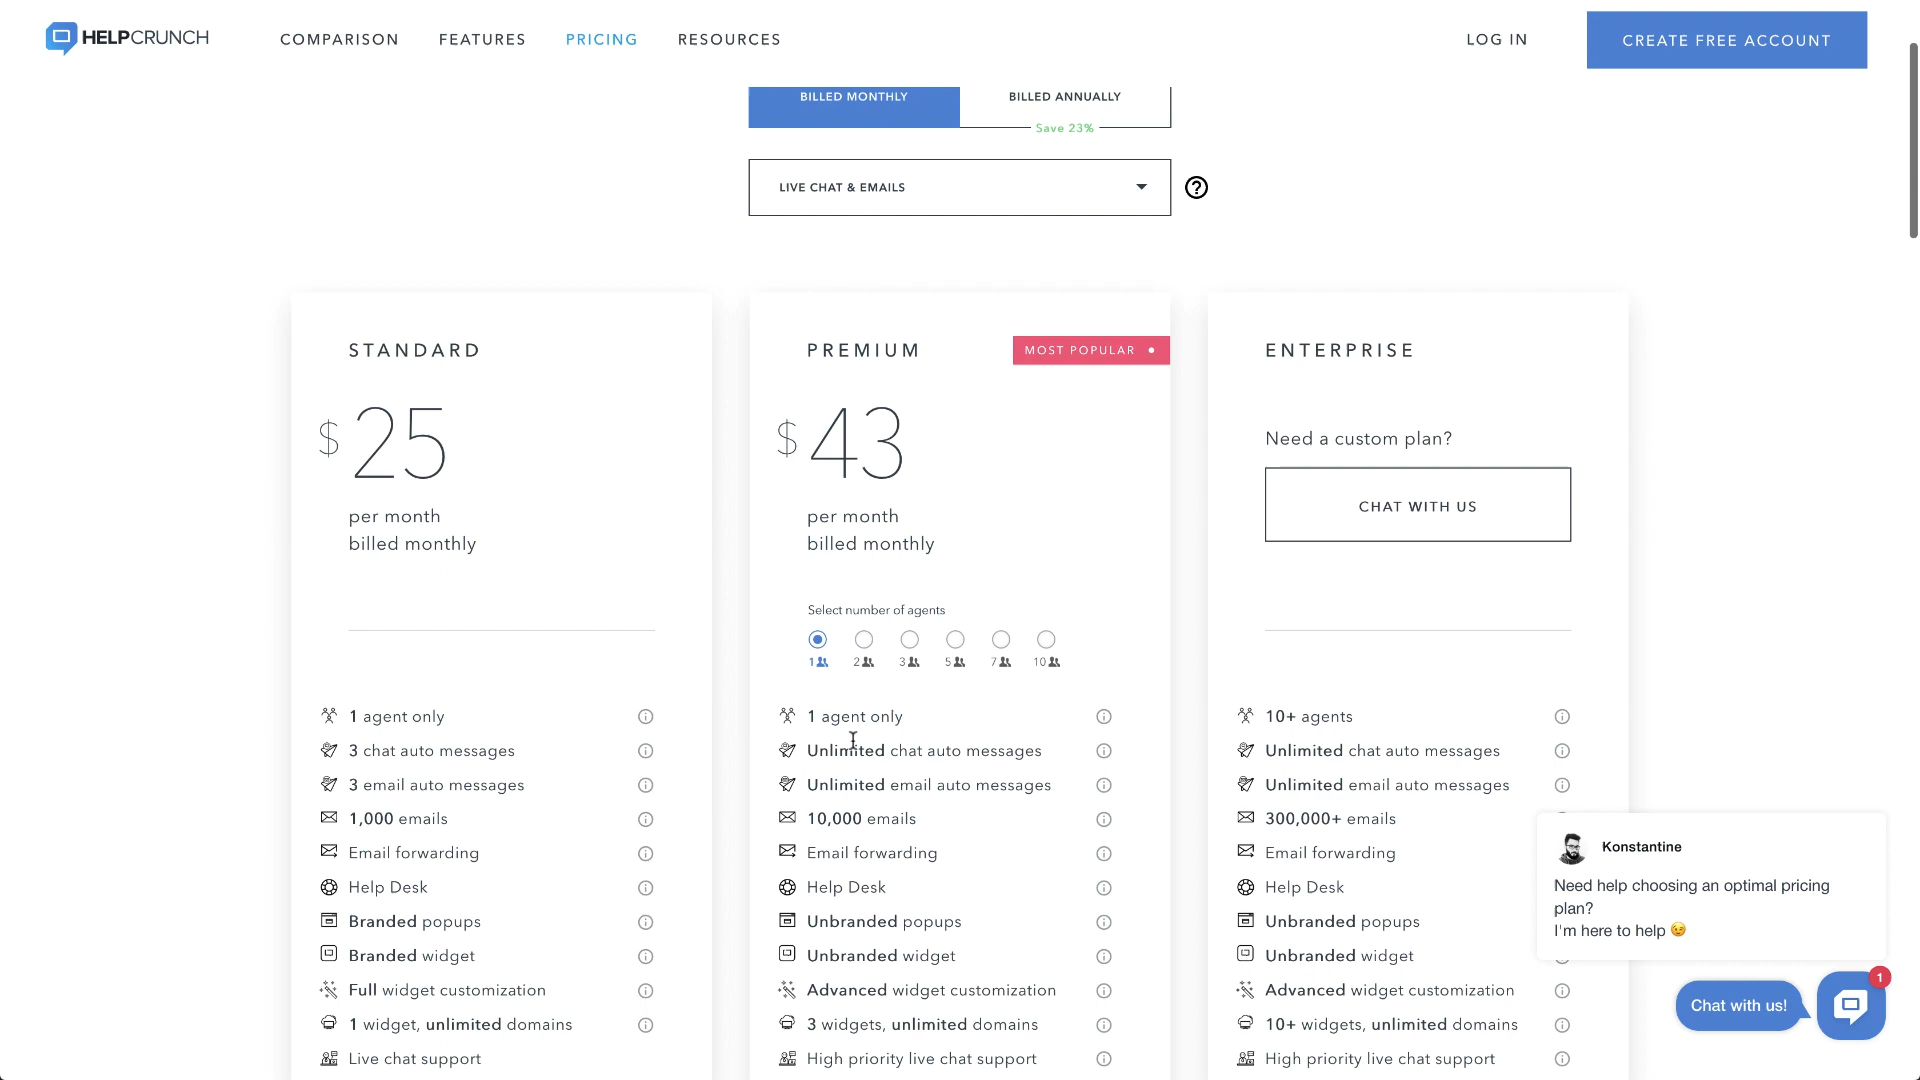 HELPCRUNCH COMPARISON FEATURES PRICING RESOURCES LOG IN CREATE FREE ACCOUNT
BILLED MONTHLY BILLED ANNUALLY
Save 23%
LIVE CHAT & EMAILS
STANDARD
$25
per month
billed monthly
1 agent only
3 chat auto messages
3 email auto messages
1,000 emails
Email forwarding
Help Desk
Branded popups
Branded widget
Full widget customization
1 widget, unlimited domains
Live chat support
PREMIUM
MOST POPULAR
$43
per month
billed monthly
Select number of agents
1 2 3 5 7 10
1 agent only
Unlimited chat auto messages
Unlimited email auto messages
10,000 emails
Email forwarding
Help Desk
Unbranded popups
Unbranded widget
Advanced widget customization
3 widgets, unlimited domains
High priority live chat support
ENTERPRISE
Need a custom plan?
CHAT WITH US
10+ agents
Unlimited chat auto messages
Unlimited email auto messages
300,000+ emails
Email forwarding
Help Desk
Unbranded popups
Unbranded widget
Advanced widget customization
10+ widgets, unlimited domains
High priority live chat support
Konstantine
Need help choosing an optimal pricing
plan?
I'm here to help 😉
Chat with us!
1